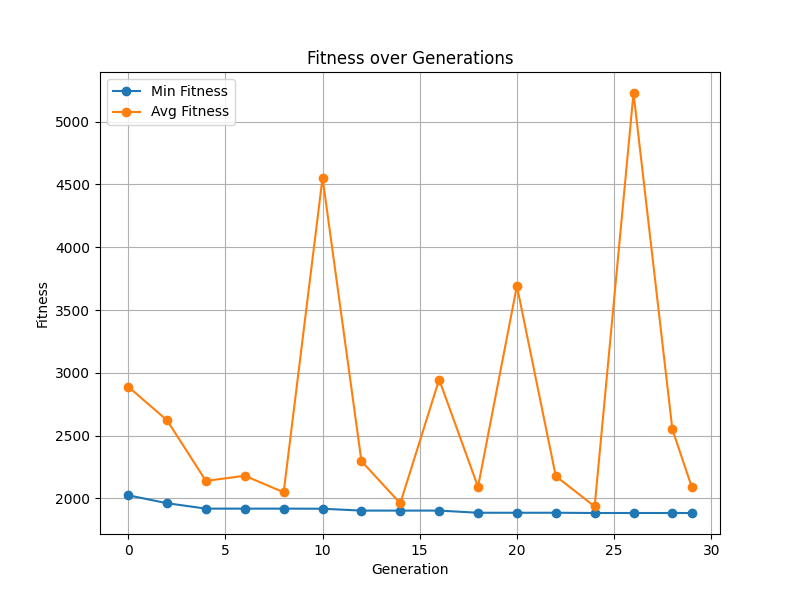 Fitness over Generations
Min Fitness
Avg Fitness
5000
4500
4000
3500
3000
2500
2000
Fitness
0 5 10 15 20 25 30
Generation